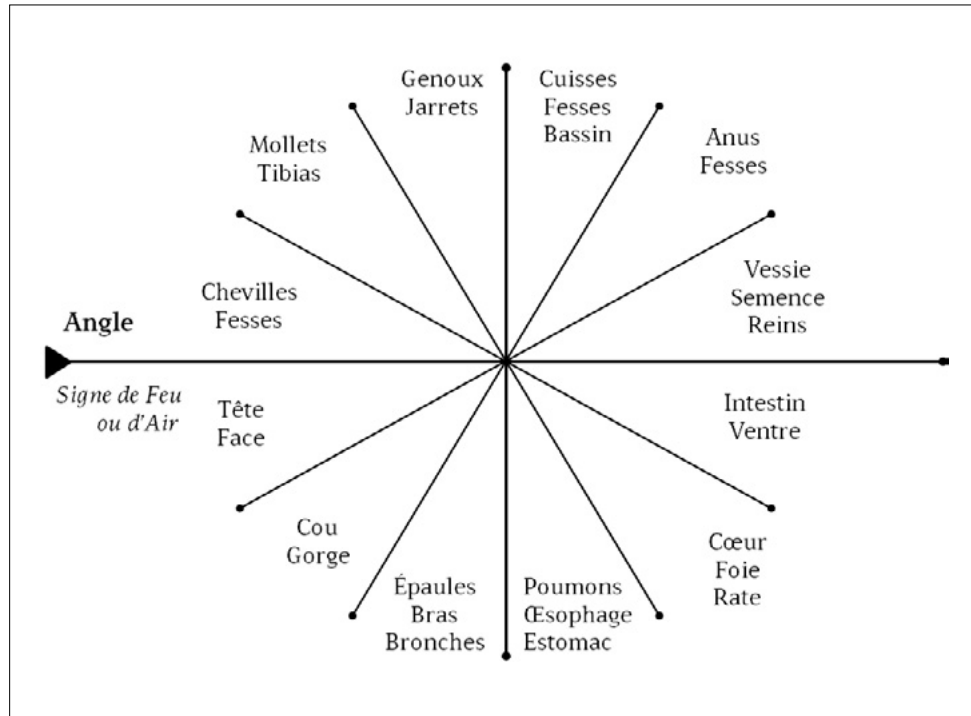 Genoux
Jarrets
Cuisses
Fesses
Bassin
Mollets
Tibias
Anus
Fesses
Chevilles
Fesses
Vessie
Semence
Reins
Angle
Signe de Feu
ou d'Air
Tête
Face
Intestin
Ventre
Cou
Gorge
Cœur
Foie
Rate
Épaules
Bras
Bronches
Poumons
Œsophage
Estomac